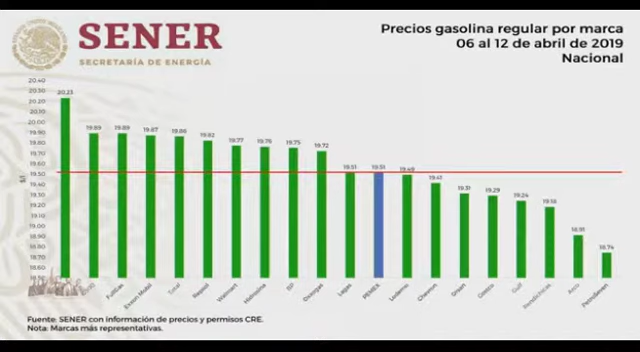 SENER
SECRETARÍA DE ENERGÍA
Precios gasolina regular por marca
06 al 12 de abril de 2019
Nacional
20.40
20.30
20.20
20.10
20.00
19.90
19.80
19.70
19.60
19.50
19.40
19.30
19.20
19.10
19.00
18.90
18.80
18.70
18.60
18.50
20.23
19.89
19.89
19.87
19.86
19.82
19.77
19.76
19.75
19.72
19.51
19.51
19.49
19.41
19.31
19.29
19.24
19.18
18.91
18.74
Fullgas
Exxon Mobil
Total
Repsol
Walmart
Hidrosina
BP
Oxxogas
Lagas
PEMEX
Chevron
Costco
Gulf
Arco
Petroseven
Fuente: SENER con información de precios y permisos CRE.
Nota: Marcas más representativas.